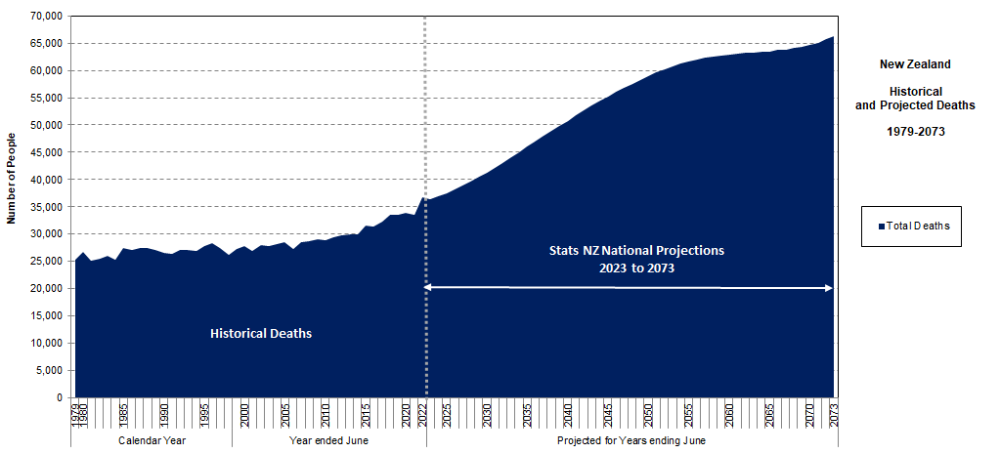 70,000
65,000
60,000
55,000
50,000
45,000
40,000
35,000
30,000
25,000
20,000
15,000
10,000
5,000
0
Number of People
Stats NZ National Projections
2023 to 2073
Historical Deaths
1979 1980 1985 1990 1995 2000 2005 2010 2015 2020 2022 2025 2030 2035 2040 2045 2050 2055 2060 2065 2070 2073
Calendar Year Year ended June Projected for Years ending June
New Zealand
Historical
and Projected Deaths
1979-2073
Total Deaths